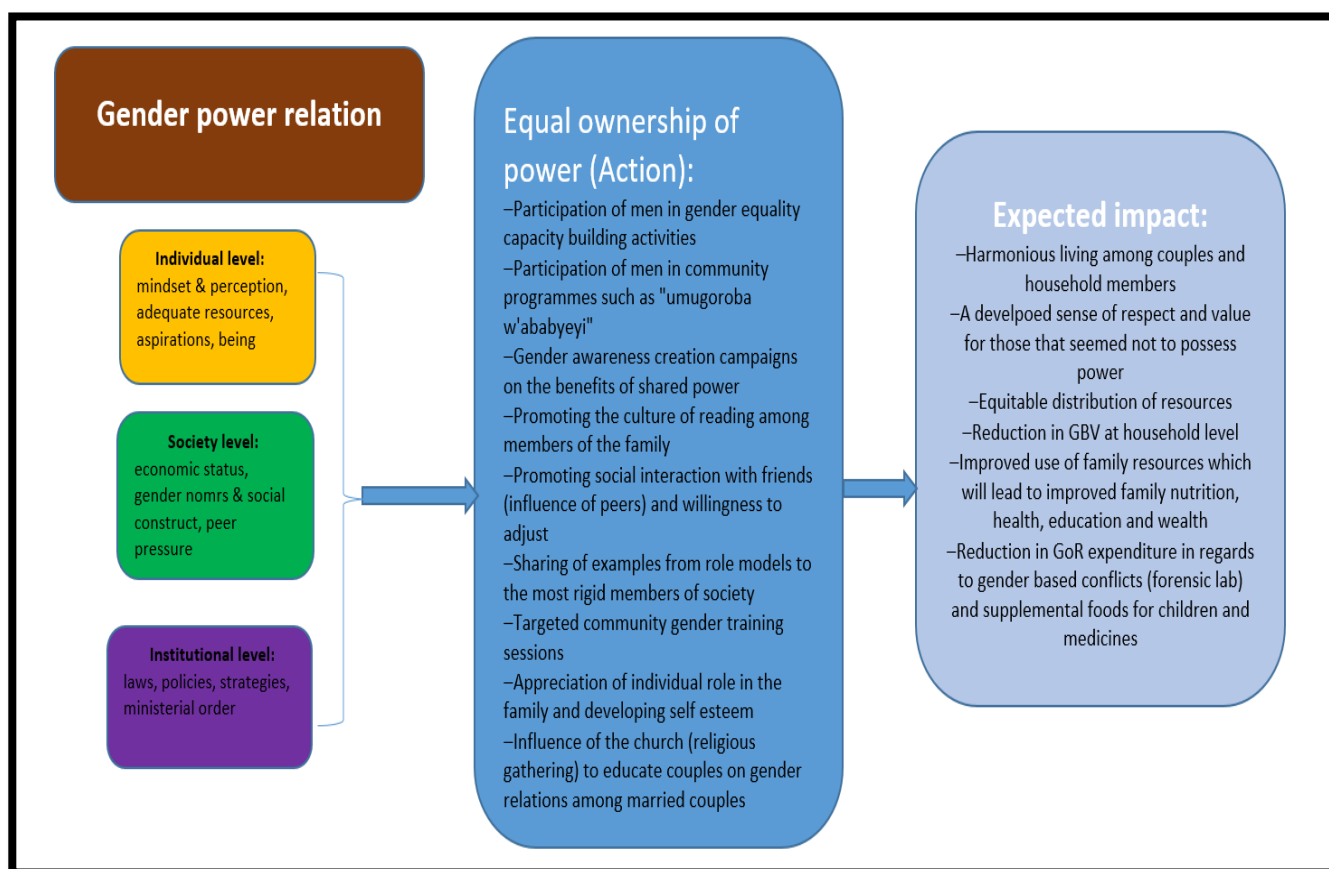 Gender power relation
Individual level:
mindset & perception,
adequate resources,
aspirations, being
Society level:
economic status,
gender nomrs & social
construct, peer
pressure
Institutional level:
laws, policies, strategies,
ministerial order
Equal ownership of
power (Action):
–Participation of men in gender equality
capacity building activities
–Participation of men in community
programmes such as "umugoroba
w'ababyeyi"
–Gender awareness creation campaigns
on the benefits of shared power
–Promoting the culture of reading among
members of the family
–Promoting social interaction with friends
(influence of peers) and willingness to
adjust
–Sharing of examples from role models to
the most rigid members of society
–Targeted community gender training
sessions
–Appreciation of individual role in the
family and developing self esteem
–Influence of the church (religious
gathering) to educate couples on gender
relations among married couples
Expected impact:
–Harmonious living among couples and
household members
–A develpoed sense of respect and value
for those that seemed not to possess
power
–Equitable distribution of resources
–Reduction in GBV at household level
–Improved use of family resources which
will lead to improved family nutrition,
health, education and wealth
–Reduction in GoR expenditure in regards
to gender based conflicts (forensic lab)
and supplemental foods for children and
medicines